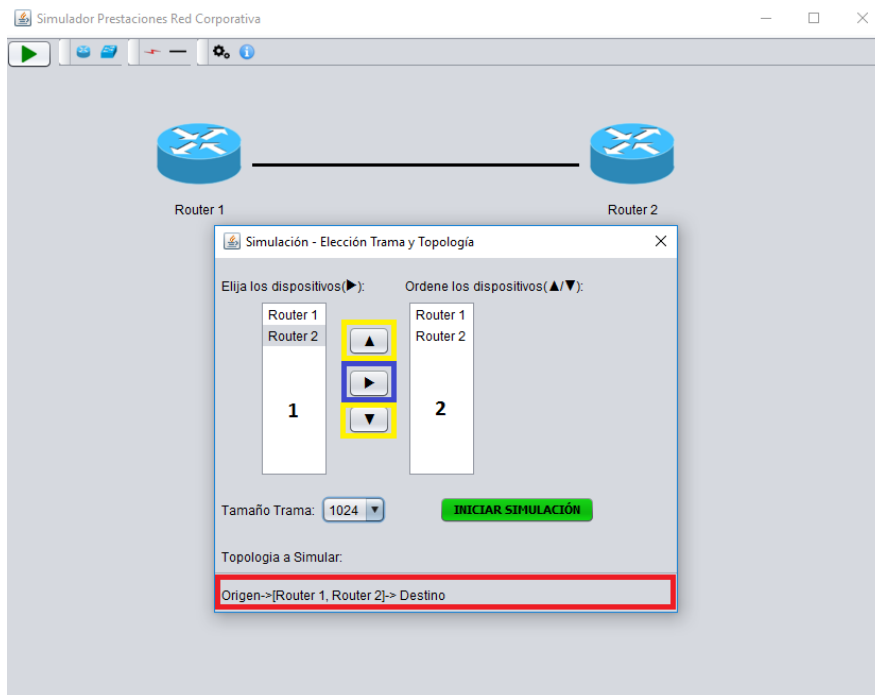 Simulador Prestaciones Red Corporativa
Router 1
Router 2
Simulación - Elección Trama y Topología
Elija los dispositivos(▶):
Ordene los dispositivos(▲/▼):
Router 1
Router 2
1
Router 1
Router 2
2
Tamaño Trama: 1024
INICIAR SIMULACIÓN
Topologia a Simular:
Origen->[Router 1, Router 2]-> Destino